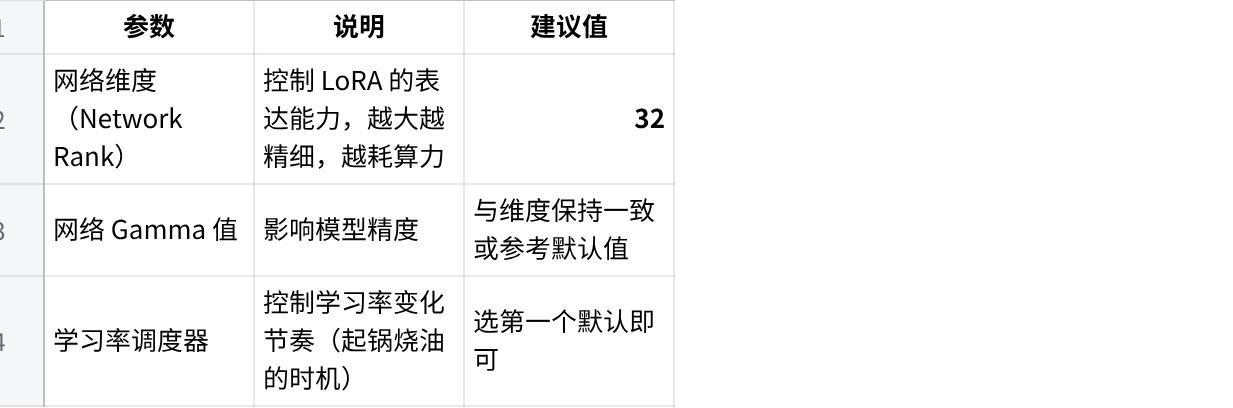 参数 说明 建议值
网络维度
（Network
Rank）
控制 LoRA 的表
达能力，越大越
精细，越耗算力
32
网络 Gamma 值
影响模型精度
与维度保持一致
或参考默认值
学习率调度器
控制学习率变化
节奏（起锅烧油
的时机）
选第一个默认即
可